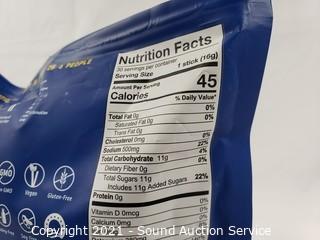 & PEOPLE
Nutrition Facts
30 servings per container
Serving Size 1 stick (16g)
Amount Per Serving
Calories 45
% Daily Value*
Total Fat 0g 0%
Saturated Fat 0g 0%
Trans Fat 0g
Cholesterol 0mg 0%
Sodium 500mg 22%
Total Carbohydrate 11g 4%
Dietary Fiber 0g 0%
Total Sugars 11g
Includes 11g Added Sugars 22%
Protein 0g 0%
Vitamin D 0mcg
Calcium 0mg
GMO
Vegan
Gluten-Free
Copyright 2021 - Sound Auction Service